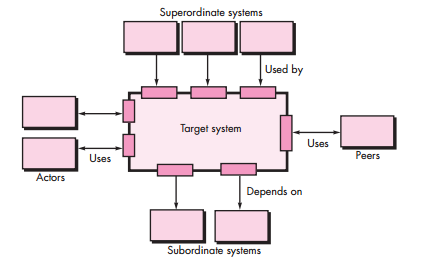 Superordinate systems
Used by
Target system
Uses
Peers
Uses
Actors
Depends on
Subordinate systems